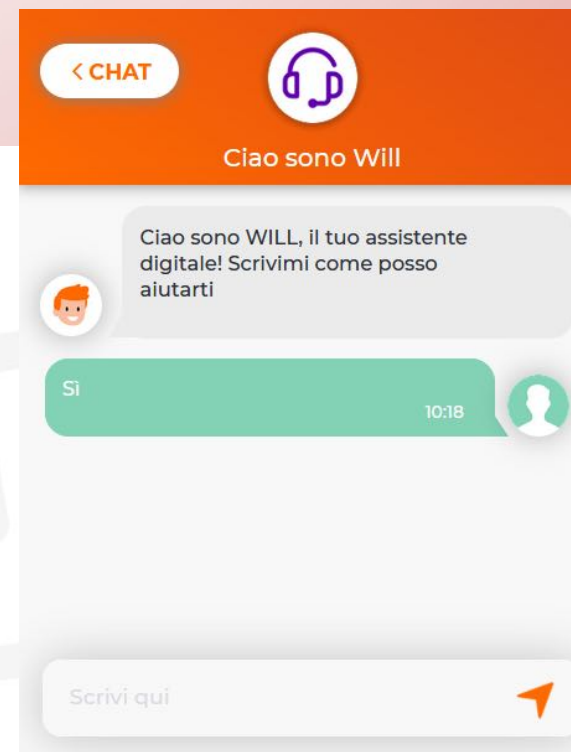 < CHAT
Ciao sono Will
Ciao sono WILL, il tuo assistente
digitale! Scrivimi come posso
aiutarti
Sì
10:18
Scrivi qui